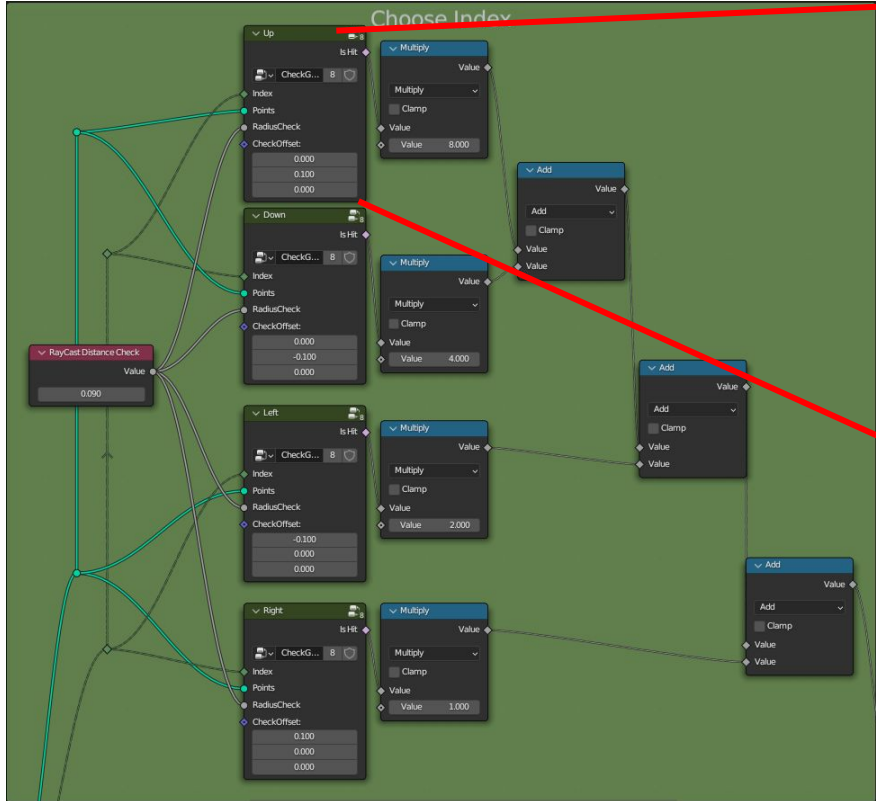 Choose Index
Up
8
Is Hit
CheckG... 8
Index
Points
RadiusCheck
CheckOffset:
0.000
0.100
0.000
Multiply
Value
Multiply
Clamp
Value
Value 8.000
Add
Value
Add
Clamp
Value
Value
Down
8
Is Hit
CheckG... 8
Index
Points
RadiusCheck
CheckOffset:
0.000
-0.100
0.000
Multiply
Value
Multiply
Clamp
Value
Value 4.000
RayCast Distance Check
Value
0.090
Add
Value
Add
Clamp
Value
Value
Left
8
Is Hit
CheckG... 8
Index
Points
RadiusCheck
CheckOffset:
-0.100
0.000
0.000
Multiply
Value
Multiply
Clamp
Value
Value 2.000
Add
Value
Add
Clamp
Value
Value
Right
8
Is Hit
CheckG... 8
Index
Points
RadiusCheck
CheckOffset:
0.100
0.000
0.000
Multiply
Value
Multiply
Clamp
Value
Value 1.000